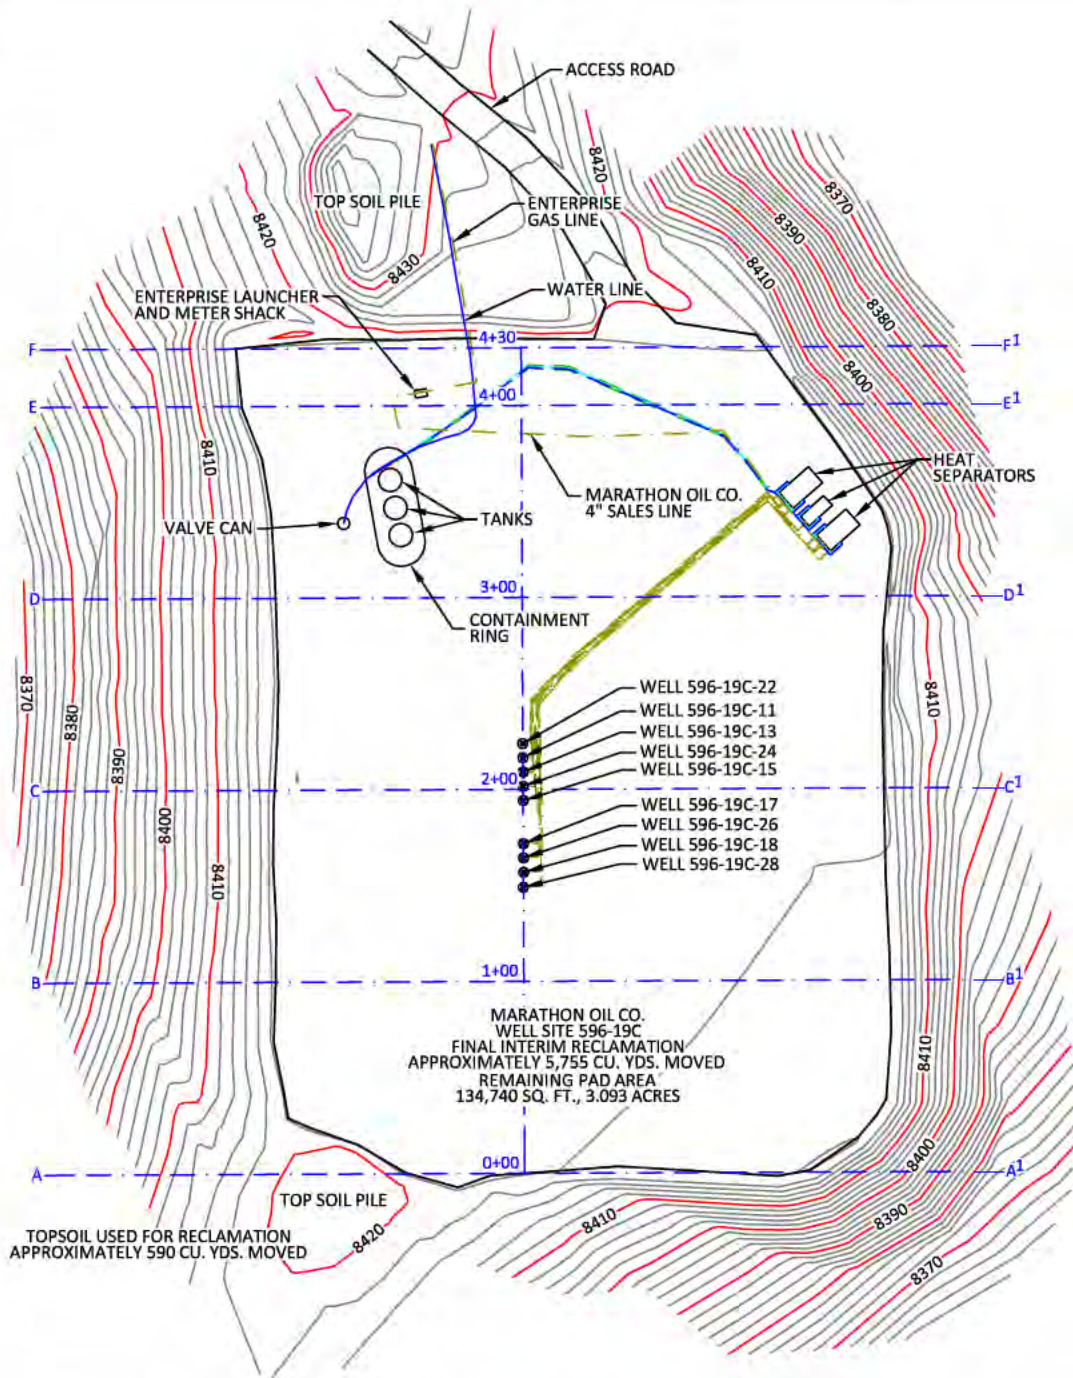 ACCESS ROAD
8420
8370
TOP SOIL PILE
ENTERPRISE
GAS LINE
8390
8420
8410
8430
ENTERPRISE LAUNCHER
AND METER SHACK
WATER LINE
8380
F
4+30
F1
8400
E
4+00
E1
8410
HEAT
SEPARATORS
MARATHON OIL CO.
4" SALES LINE
VALVE CAN
TANKS
D
3+00
D1
CONTAINMENT
RING
8370
8380
8390
8400
8410
WELL 596-19C-22
WELL 596-19C-11
WELL 596-19C-13
WELL 596-19C-24
WELL 596-19C-15
8410
C
2+00
C1
WELL 596-19C-17
WELL 596-19C-26
WELL 596-19C-18
WELL 596-19C-28
B
1+00
B1
MARATHON OIL CO.
WELL SITE 596-19C
FINAL INTERIM RECLAMATION
APPROXIMATELY 5,755 CU. YDS. MOVED
REMAINING PAD AREA
134,740 SQ. FT., 3.093 ACRES
8410
8400
A
0+00
A1
TOP SOIL PILE
8420
8410
8390
8370
TOPSOIL USED FOR RECLAMATION
APPROXIMATELY 590 CU. YDS. MOVED